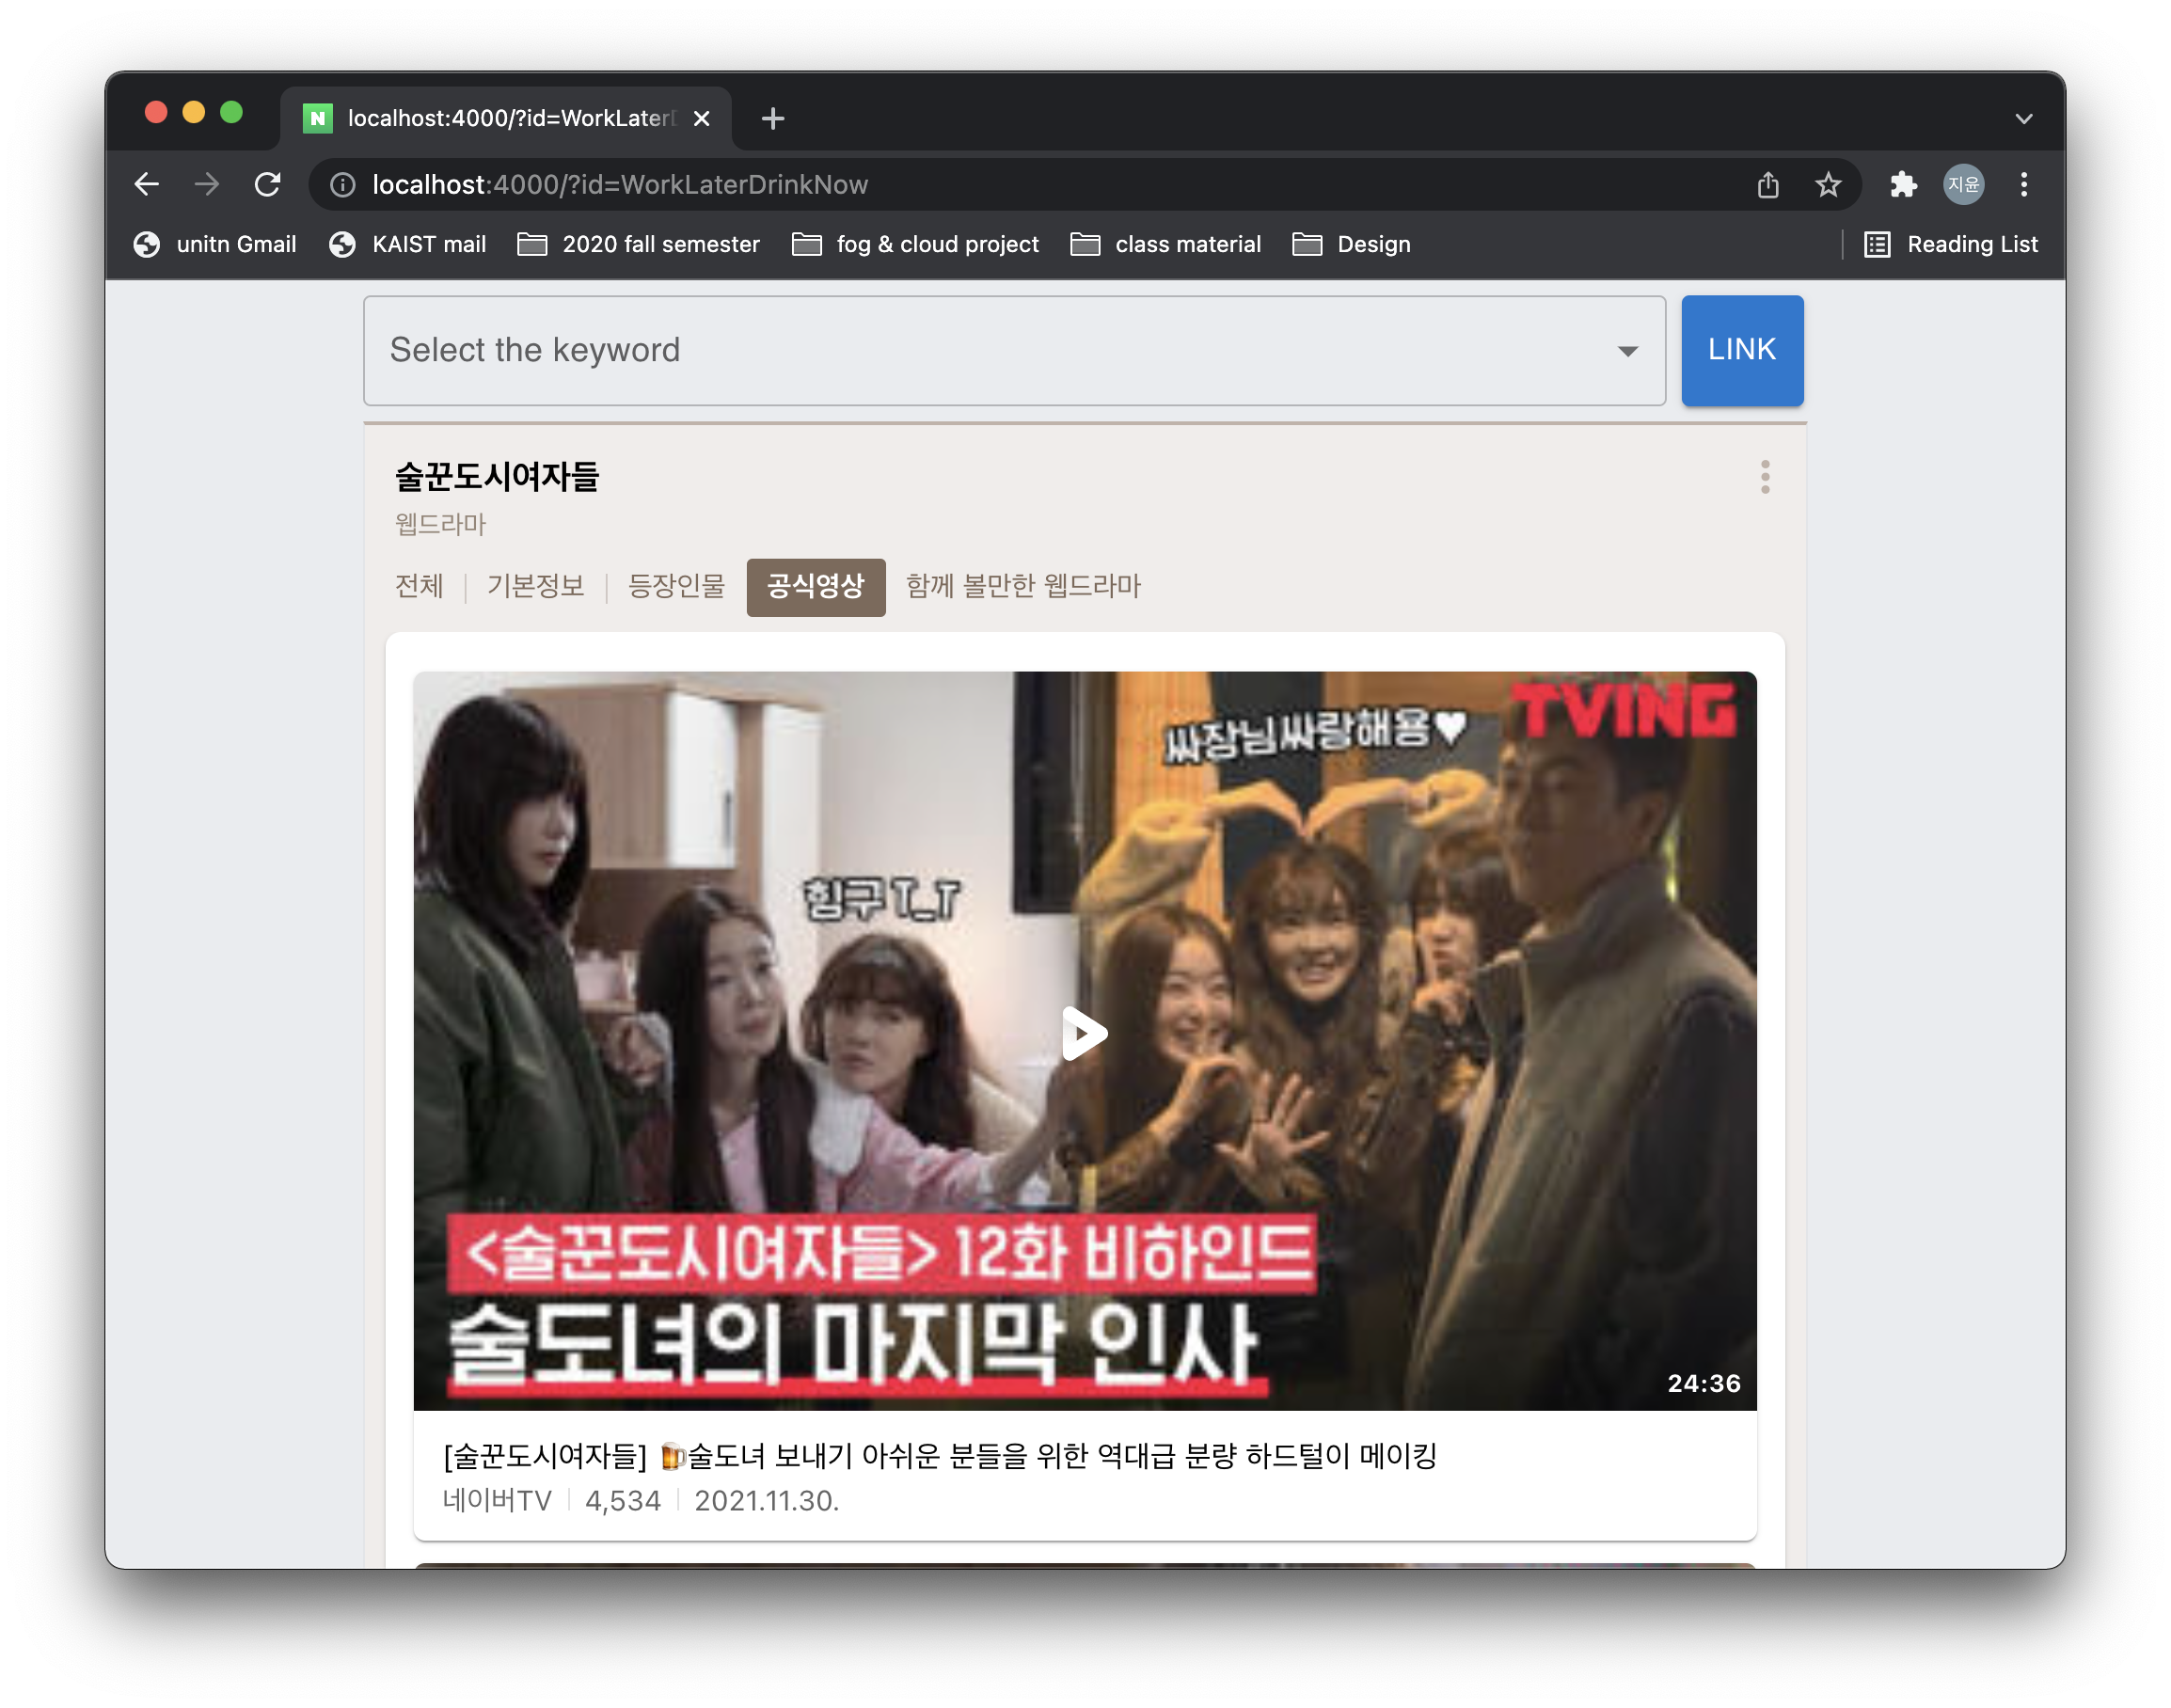 localhost:4000/?id=WorkLater
localhost:4000/?id=WorkLaterDrinkNow
지윤
unitn Gmail
KAIST mail
2020 fall semester
fog & cloud project
class material
Design
Reading List
Select the keyword
LINK
술꾼도시여자들
웹드라마
전체
기본정보
등장인물
공식영상
함께 볼만한 웹드라마
TVING
싸장님싸랑해용♥
힝구 T_T
<술꾼도시여자들> 12화 비하인드
술도녀의 마지막 인사
24:36
[술꾼도시여자들] 🍺술도녀 보내기 아쉬운 분들을 위한 역대급 분량 하드털이 메이킹
네이버TV | 4,534 | 2021.11.30.